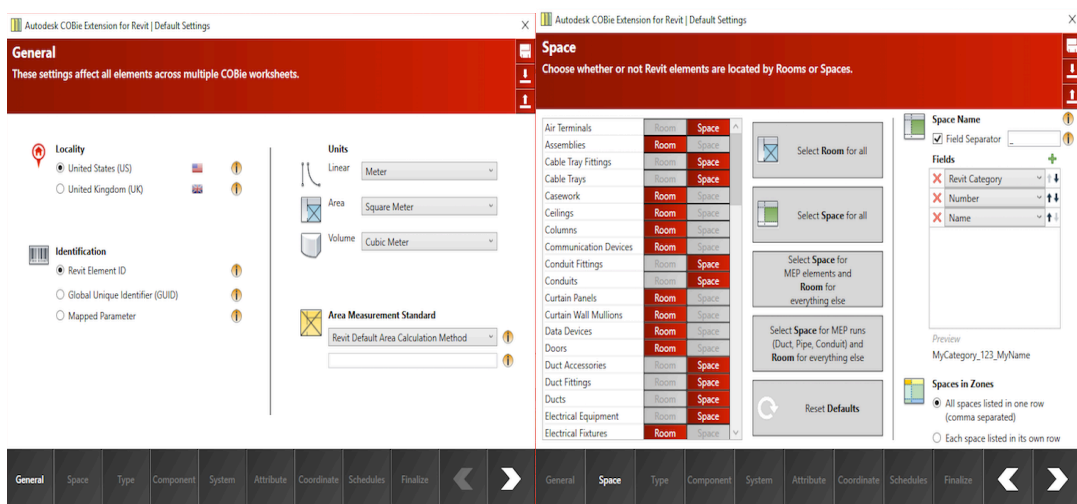 Autodesk COBie Extension for Revit | Default Settings
General
These settings affect all elements across multiple COBie worksheets.
Locality
United States (US)
United Kingdom (UK)
Identification
Revit Element ID
Global Unique Identifier (GUID)
Mapped Parameter
Units
Linear
Meter
Area
Square Meter
Volume
Cubic Meter
Area Measurement Standard
Revit Default Area Calculation Method
General Space Type Component System Attribute Coordinate Schedules Finalize
Autodesk COBie Extension for Revit | Default Settings
Space
Choose whether or not Revit elements are located by Rooms or Spaces.
Air Terminals Room Space
Assemblies Room Space
Cable Tray Fittings Room Space
Cable Trays Room Space
Casework Room Space
Ceilings Room Space
Columns Room Space
Communication Devices Room Space
Conduit Fittings Room Space
Conduits Room Space
Curtain Panels Room Space
Curtain Wall Mullions Room Space
Data Devices Room Space
Doors Room Space
Duct Accessories Room Space
Duct Fittings Room Space
Ducts Room Space
Electrical Equipment Room Space
Electrical Fixtures Room Space
Select Room for all
Select Space for all
Select Space for
MEP elements and
Room for
everything else
Select Space for MEP runs
(Duct, Pipe, Conduit) and
Room for everything else
Reset Defaults
Space Name
Field Separator _
Fields
Revit Category
Number
Name
Preview
MyCategory_123_MyName
Spaces in Zones
All spaces listed in one row
(comma separated)
Each space listed in its own row
General Space Type Component System Attribute Coordinate Schedules Finalize